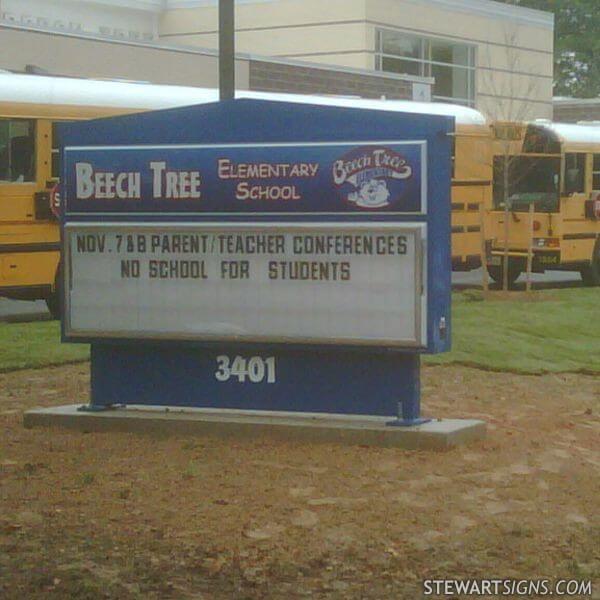 BEECH TREE ELEMENTARY SCHOOL
Beech Tree
NOV. 7 & 8 PARENT/TEACHER CONFERENCES
NO SCHOOL FOR STUDENTS
3401
STEWARTSIGNS.COM